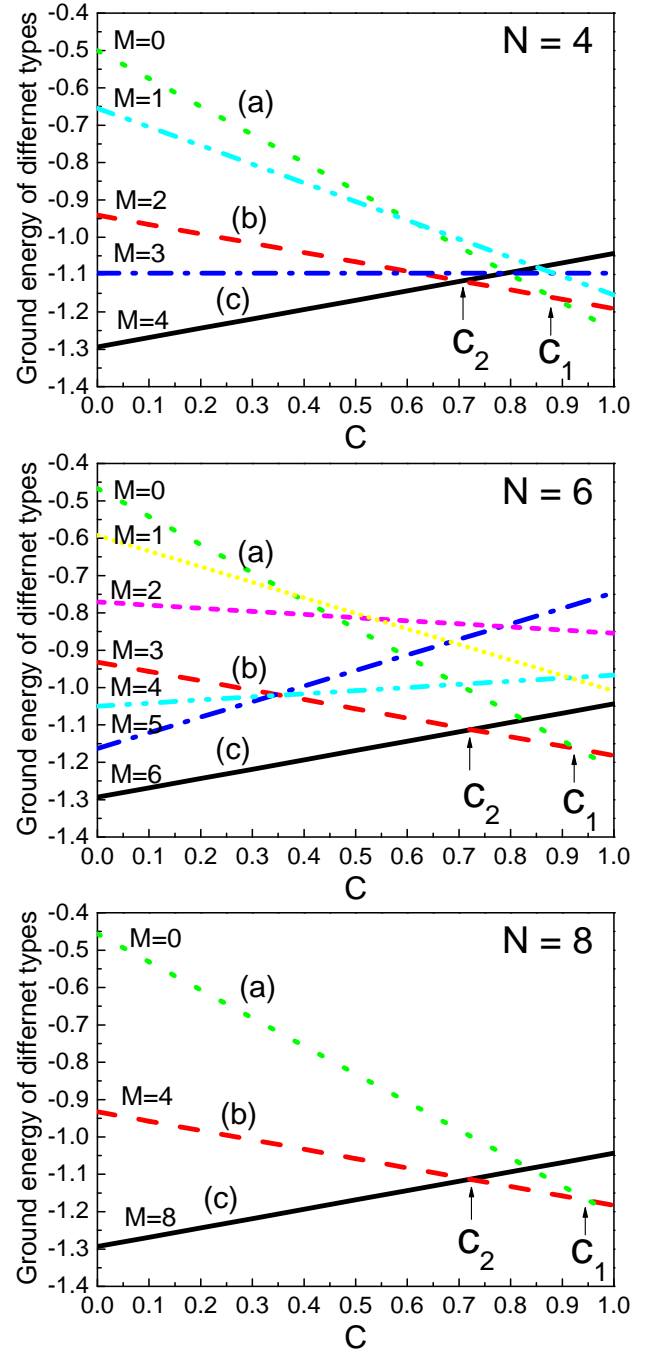 Ground energy of differnet types
N = 4
-0.4
-0.5
-0.6
-0.7
-0.8
-0.9
-1.0
-1.1
-1.2
-1.3
-1.4
M=0
M=1
M=2
M=3
M=4
(a)
(b)
(c)
C2
C1
0.0 0.1 0.2 0.3 0.4 0.5 0.6 0.7 0.8 0.9 1.0
C
Ground energy of differnet types
N = 6
-0.4
-0.5
-0.6
-0.7
-0.8
-0.9
-1.0
-1.1
-1.2
-1.3
-1.4
M=0
M=1
M=2
M=3
M=4
M=5
M=6
(a)
(b)
(c)
C2
C1
0.0 0.1 0.2 0.3 0.4 0.5 0.6 0.7 0.8 0.9 1.0
C
Ground energy of differnet types
N = 8
-0.4
-0.5
-0.6
-0.7
-0.8
-0.9
-1.0
-1.1
-1.2
-1.3
-1.4
M=0
M=4
M=8
(a)
(b)
(c)
C2
C1
0.0 0.1 0.2 0.3 0.4 0.5 0.6 0.7 0.8 0.9 1.0
C